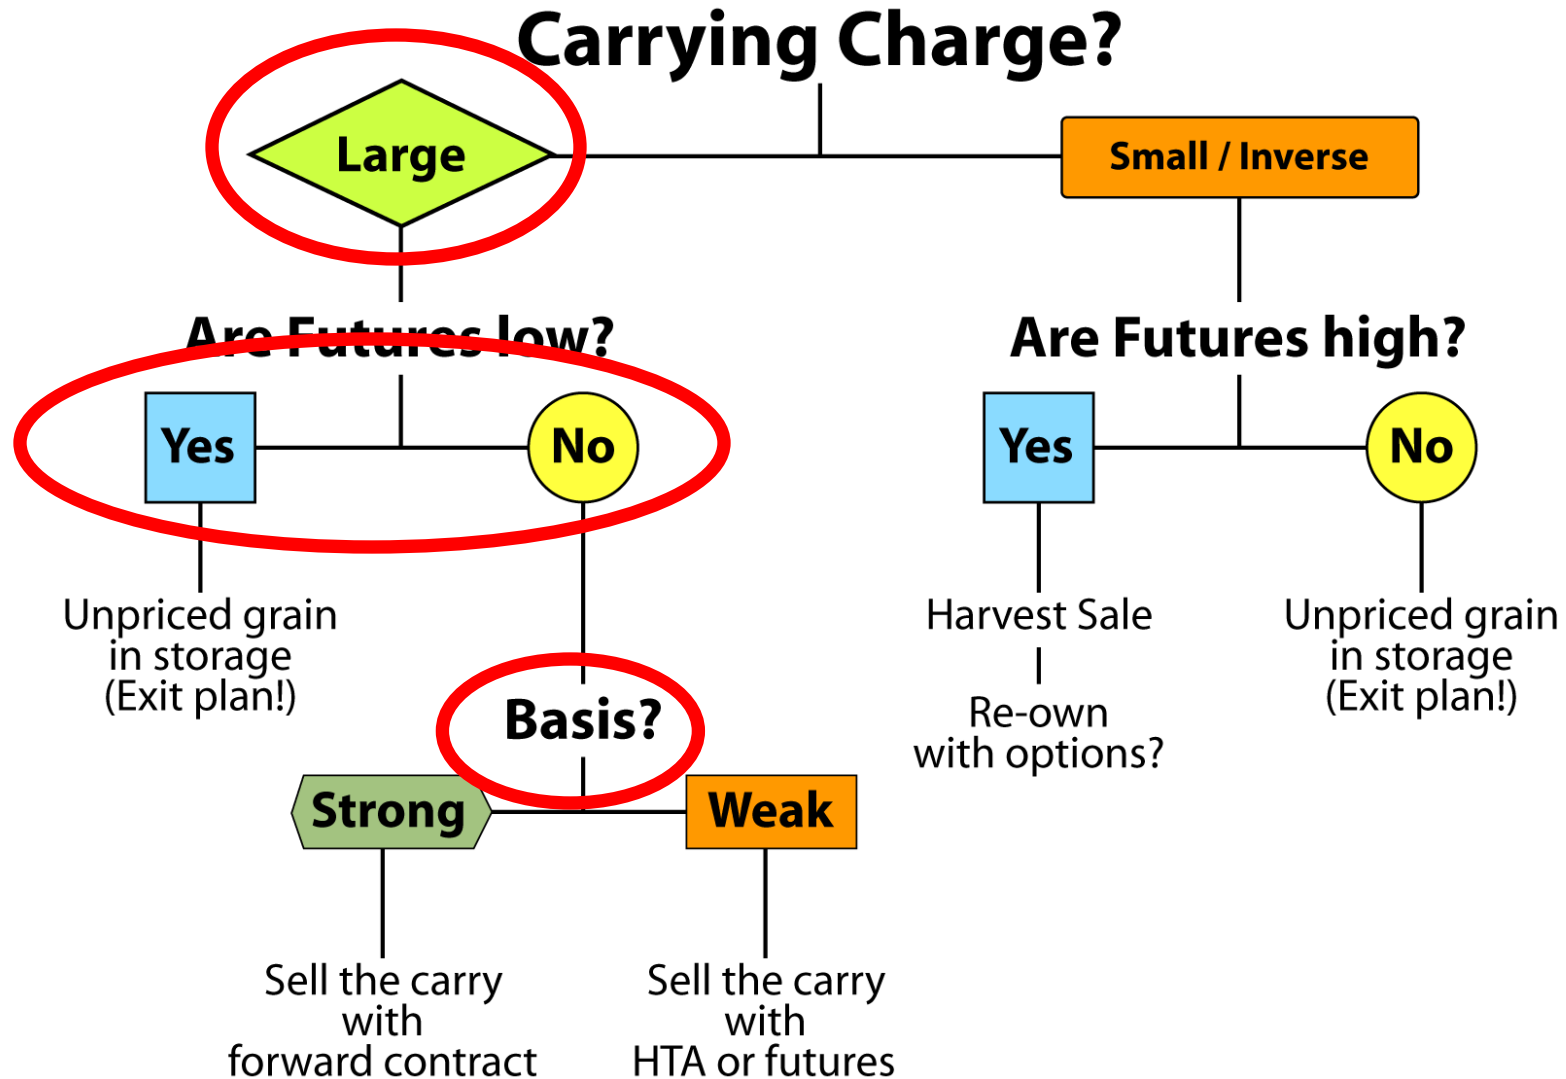 Carrying Charge?
Large
Small / Inverse
Are Futures low?
Are Futures high?
Yes
No
Yes
No
Unpriced grain
in storage
(Exit plan!)
Harvest Sale
Re-own
with options?
Unpriced grain
in storage
(Exit plan!)
Basis?
Strong
Weak
Sell the carry
with
forward contract
Sell the carry
with
HTA or futures